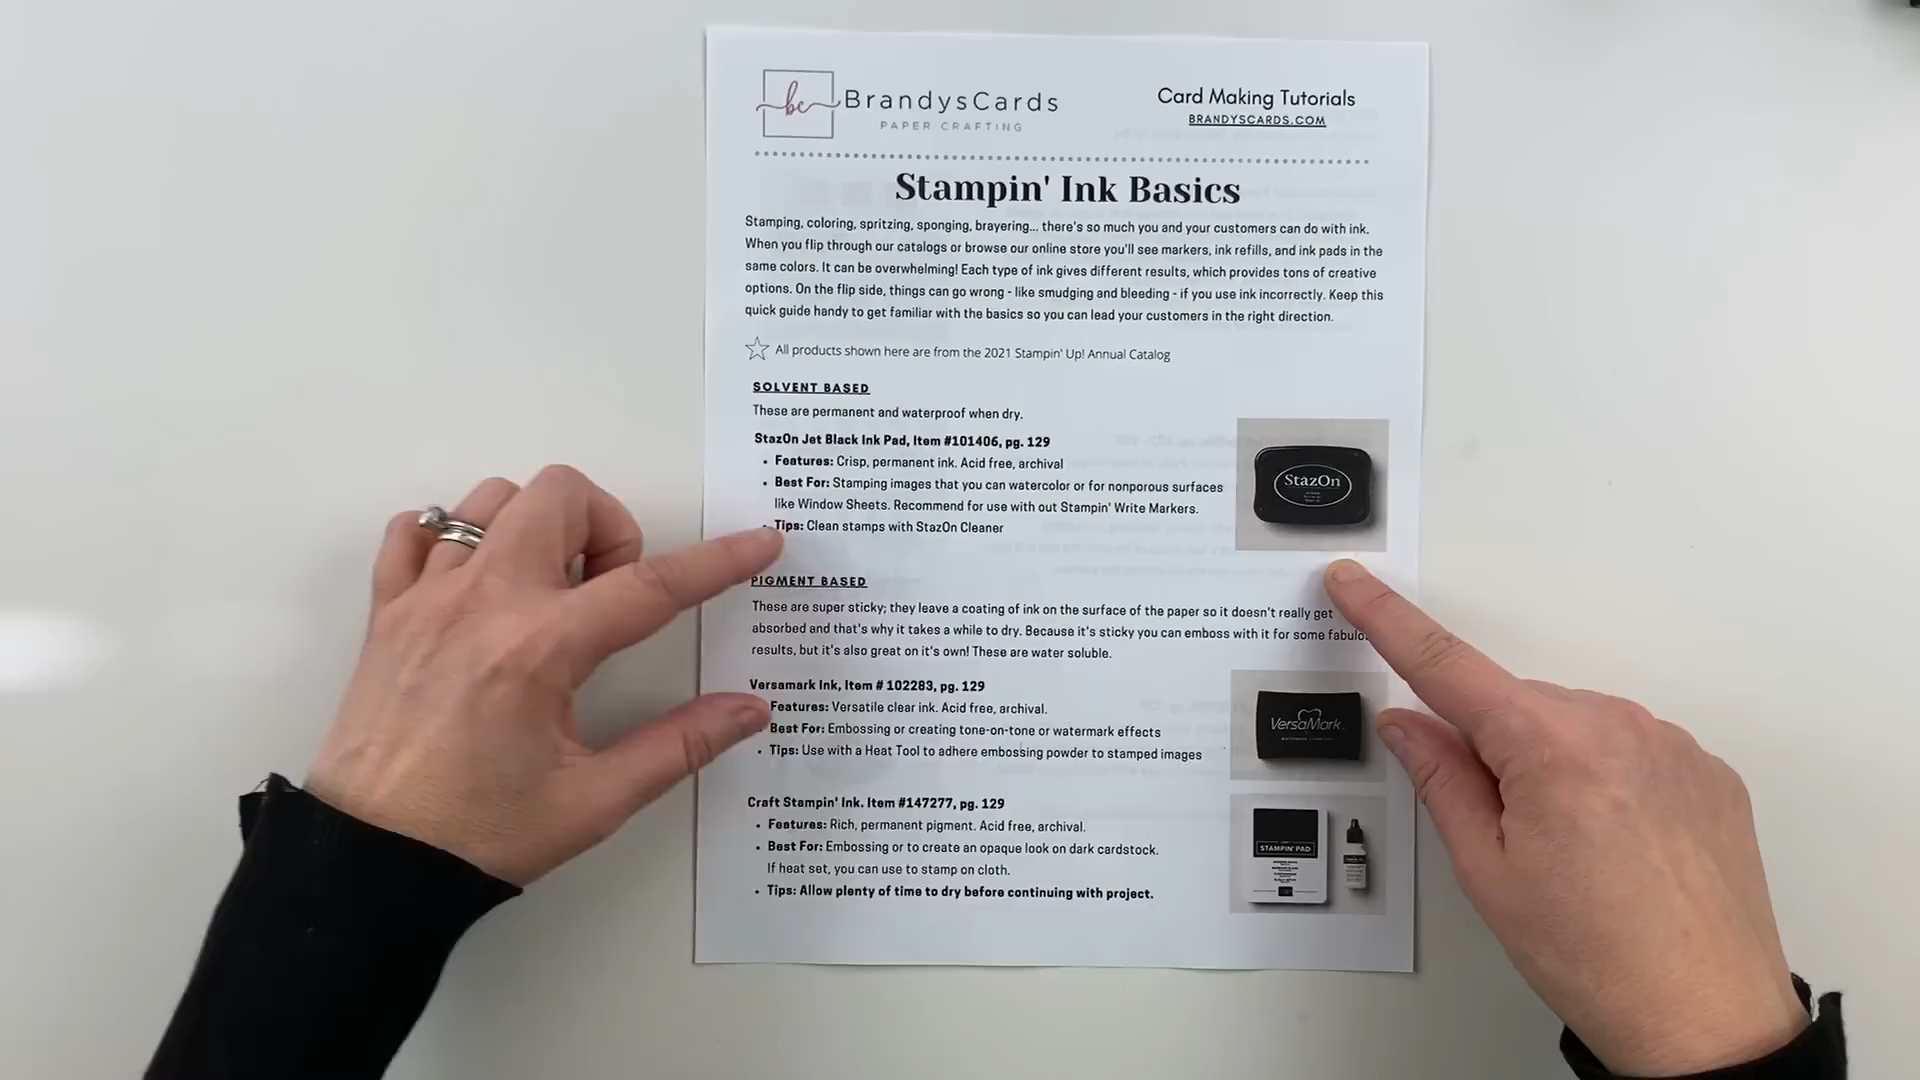 bc BrandysCards
PAPER CRAFTING
Card Making Tutorials
BRANDYSCARDS.COM
Stampin' Ink Basics
Stamping, coloring, spritzing, sponging, brayering... there's so much you and your customers can do with ink.
When you flip through our catalogs or browse our online store you'll see markers, ink refills, and ink pads in the
same colors. It can be overwhelming! Each type of ink gives different results, which provides tons of creative
options. On the flip side, things can go wrong - like smudging and bleeding - if you use ink incorrectly. Keep this
quick guide handy to get familiar with the basics so you can lead your customers in the right direction.
All products shown here are from the 2021 Stampin' Up! Annual Catalog
SOLVENT BASED
These are permanent and waterproof when dry.
StazOn Jet Black Ink Pad, Item #101406, pg. 129
• Features: Crisp, permanent ink. Acid free, archival
• Best For: Stamping images that you can watercolor or for nonporous surfaces
like Window Sheets. Recommend for use with out Stampin' Write Markers.
• Tips: Clean stamps with StazOn Cleaner
StazOn
PIGMENT BASED
These are super sticky; they leave a coating of ink on the surface of the paper so it doesn't really get
absorbed and that's why it takes a while to dry. Because it's sticky you can emboss with it for some
results, but it's also great on it's own! These are water soluble.
Versamark Ink, Item # 102283, pg. 129
Features: Versatile clear ink. Acid free, archival.
• Best For: Embossing or creating tone-on-tone or watermark effects
• Tips: Use with a Heat Tool to adhere embossing powder to stamped images
VersaMark
Craft Stampin' Ink. Item #147277, pg. 129
• Features: Rich, permanent pigment. Acid free, archival.
• Best For: Embossing or to create an opaque look on dark cardstock.
If heat set, you can use to stamp on cloth.
• Tips: Allow plenty of time to dry before continuing with project.
STAMPIN' PAD